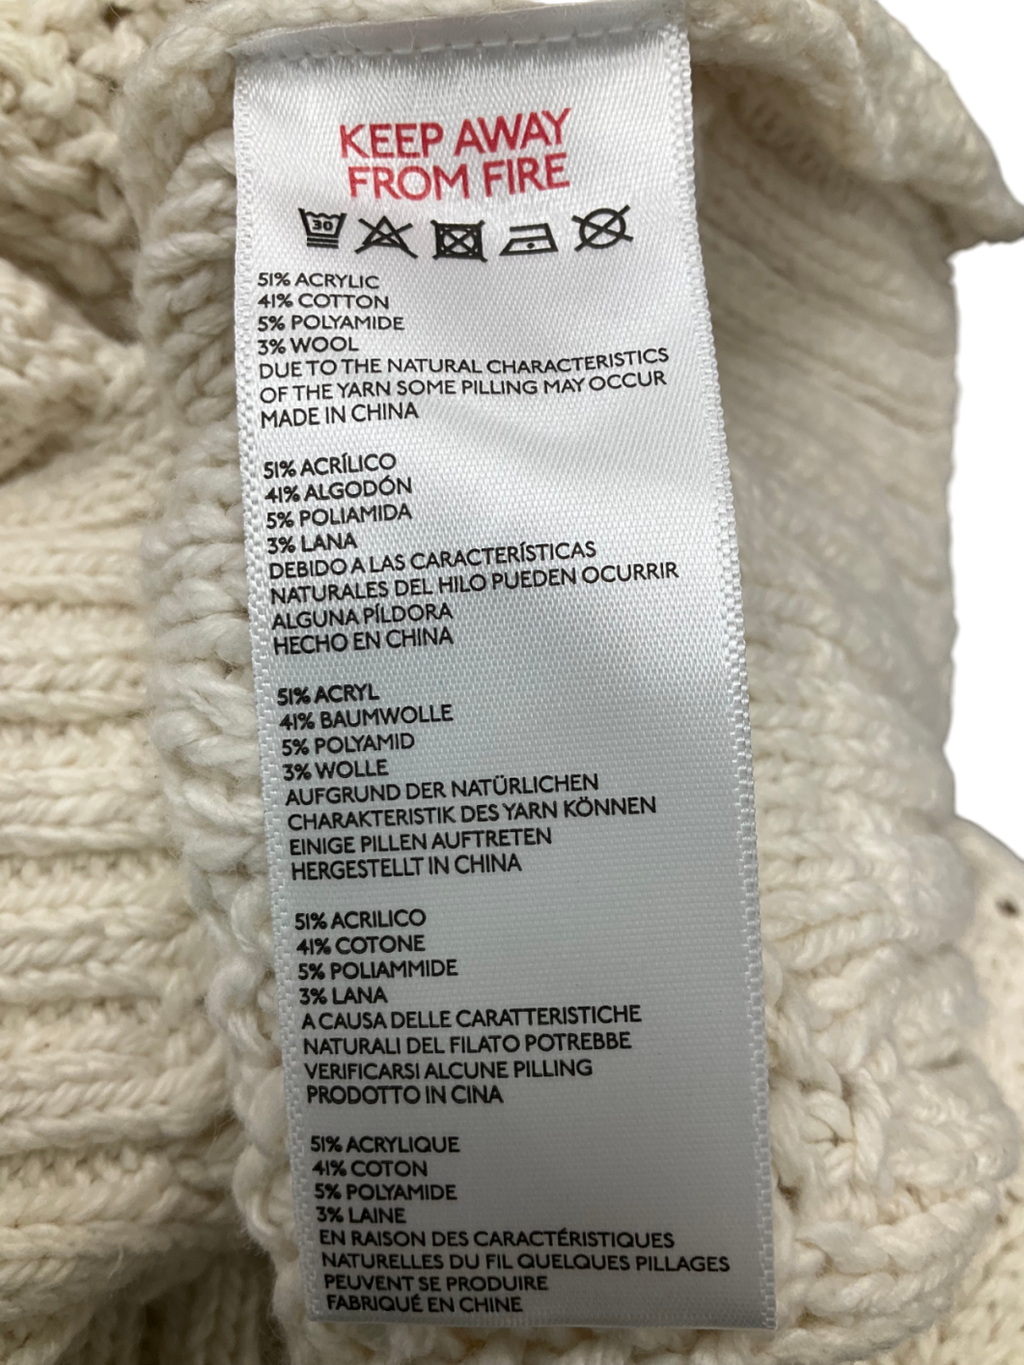 KEEP AWAY
FROM FIRE
30
51% ACRYLIC
41% COTTON
5% POLYAMIDE
3% WOOL
DUE TO THE NATURAL CHARACTERISTICS
OF THE YARN SOME PILLING MAY OCCUR
MADE IN CHINA
51% ACRÍLICO
41% ALGODÓN
5% POLIAMIDA
3% LANA
DEBIDO A LAS CARACTERÍSTICAS
NATURALES DEL HILO PUEDEN OCURRIR
ALGUNA PÍLDORA
HECHO EN CHINA
51% ACRYL
41% BAUMWOLLE
5% POLYAMID
3% WOLLE
AUFGRUND DER NATÜRLICHEN
CHARAKTERISTIK DES YARN KÖNNEN
EINIGE PILLEN AUFTRETEN
HERGESTELLT IN CHINA
51% ACRILICO
41% COTONE
5% POLIAMMIDE
3% LANA
A CAUSA DELLE CARATTERISTICHE
NATURALI DEL FILATO POTREBBE
VERIFICARSI ALCUNE PILLING
PRODOTTO IN CINA
51% ACRYLIQUE
41% COTON
5% POLYAMIDE
3% LAINE
EN RAISON DES CARACTÉRISTIQUES
NATURELLES DU FIL QUELQUES PILLAGES
PEUVENT SE PRODUIRE
FABRIQUÉ EN CHINE